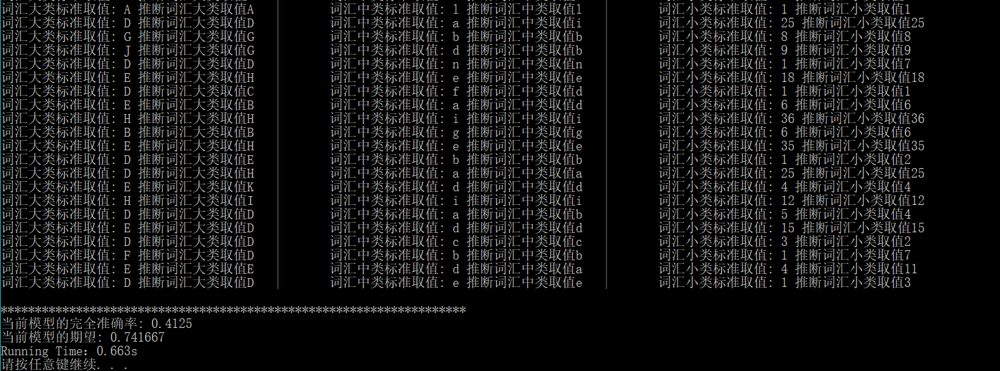 词汇大类标准取值: A 推断词汇大类取值A 词汇中类标准取值: l 推断词汇中类取值l 词汇小类标准取值: 1 推断词汇小类取值1
词汇大类标准取值: D 推断词汇大类取值D 词汇中类标准取值: a 推断词汇中类取值i 词汇小类标准取值: 25 推断词汇小类取值25
词汇大类标准取值: G 推断词汇大类取值G 词汇中类标准取值: b 推断词汇中类取值b 词汇小类标准取值: 8 推断词汇小类取值8
词汇大类标准取值: J 推断词汇大类取值G 词汇中类标准取值: d 推断词汇中类取值b 词汇小类标准取值: 9 推断词汇小类取值9
词汇大类标准取值: D 推断词汇大类取值D 词汇中类标准取值: n 推断词汇中类取值n 词汇小类标准取值: 1 推断词汇小类取值7
词汇大类标准取值: E 推断词汇大类取值H 词汇中类标准取值: e 推断词汇中类取值e 词汇小类标准取值: 18 推断词汇小类取值18
词汇大类标准取值: D 推断词汇大类取值C 词汇中类标准取值: f 推断词汇中类取值d 词汇小类标准取值: 1 推断词汇小类取值1
词汇大类标准取值: E 推断词汇大类取值B 词汇中类标准取值: a 推断词汇中类取值d 词汇小类标准取值: 6 推断词汇小类取值6
词汇大类标准取值: H 推断词汇大类取值H 词汇中类标准取值: i 推断词汇中类取值i 词汇小类标准取值: 36 推断词汇小类取值36
词汇大类标准取值: B 推断词汇大类取值B 词汇中类标准取值: g 推断词汇中类取值g 词汇小类标准取值: 6 推断词汇小类取值6
词汇大类标准取值: E 推断词汇大类取值H 词汇中类标准取值: e 推断词汇中类取值e 词汇小类标准取值: 35 推断词汇小类取值35
词汇大类标准取值: D 推断词汇大类取值E 词汇中类标准取值: b 推断词汇中类取值b 词汇小类标准取值: 1 推断词汇小类取值2
词汇大类标准取值: D 推断词汇大类取值H 词汇中类标准取值: a 推断词汇中类取值a 词汇小类标准取值: 25 推断词汇小类取值25
词汇大类标准取值: E 推断词汇大类取值K 词汇中类标准取值: d 推断词汇中类取值d 词汇小类标准取值: 4 推断词汇小类取值4
词汇大类标准取值: H 推断词汇大类取值I 词汇中类标准取值: i 推断词汇中类取值i 词汇小类标准取值: 12 推断词汇小类取值12
词汇大类标准取值: D 推断词汇大类取值D 词汇中类标准取值: a 推断词汇中类取值b 词汇小类标准取值: 5 推断词汇小类取值4
词汇大类标准取值: E 推断词汇大类取值D 词汇中类标准取值: d 推断词汇中类取值d 词汇小类标准取值: 15 推断词汇小类取值15
词汇大类标准取值: D 推断词汇大类取值D 词汇中类标准取值: c 推断词汇中类取值c 词汇小类标准取值: 3 推断词汇小类取值2
词汇大类标准取值: F 推断词汇大类取值D 词汇中类标准取值: b 推断词汇中类取值b 词汇小类标准取值: 1 推断词汇小类取值7
词汇大类标准取值: E 推断词汇大类取值E 词汇中类标准取值: d 推断词汇中类取值a 词汇小类标准取值: 4 推断词汇小类取值11
词汇大类标准取值: D 推断词汇大类取值D 词汇中类标准取值: e 推断词汇中类取值e 词汇小类标准取值: 1 推断词汇小类取值3
********************************************************************
当前模型的完全准确率: 0.4125
当前模型的期望: 0.741667
Running Time: 0.663s
请按任意键继续. . .